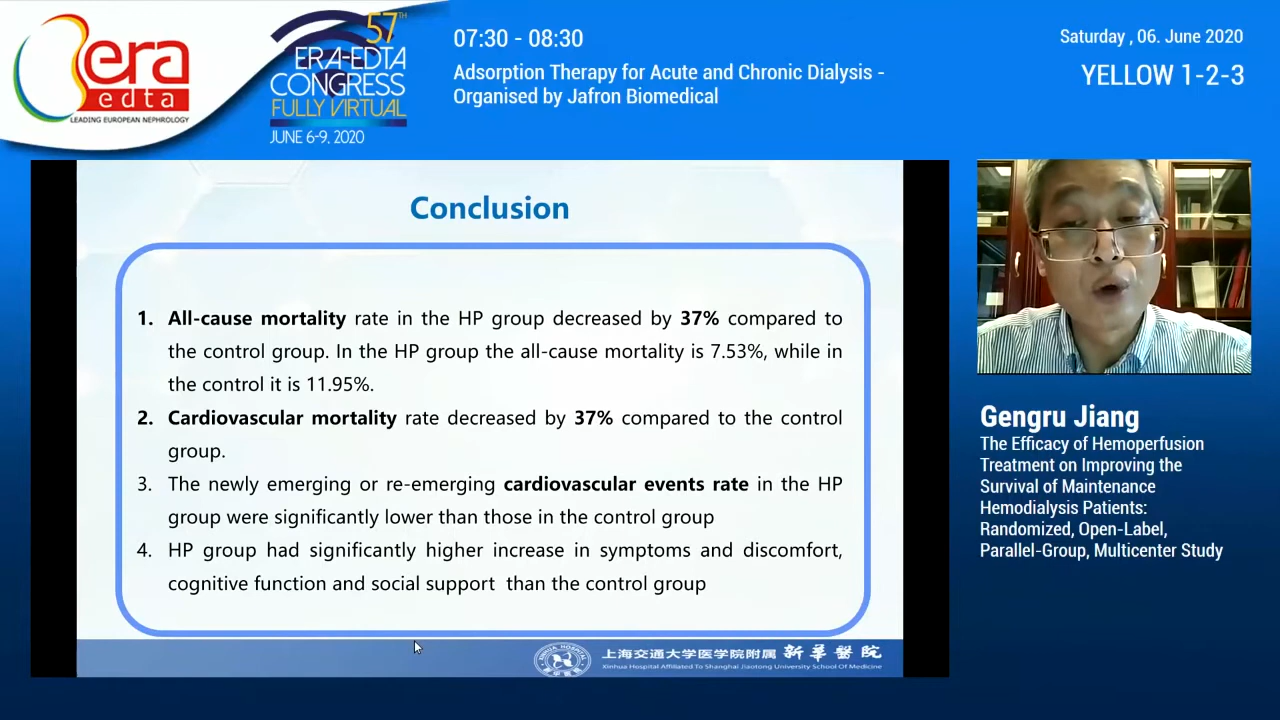 era
edta
LEADING EUROPEAN NEPHROLOGY
57TH
ERA-EDTA
CONGRESS
FULLY VIRTUAL
JUNE 6-9, 2020
07:30 - 08:30
Adsorption Therapy for Acute and Chronic Dialysis -
Organised by Jafron Biomedical
Saturday , 06. June 2020
YELLOW 1-2-3
Conclusion
1. All-cause mortality rate in the HP group decreased by 37% compared to
the control group. In the HP group the all-cause mortality is 7.53%, while in
the control it is 11.95%.
2. Cardiovascular mortality rate decreased by 37% compared to the control
group.
3. The newly emerging or re-emerging cardiovascular events rate in the HP
group were significantly lower than those in the control group
4. HP group had significantly higher increase in symptoms and discomfort,
cognitive function and social support than the control group
XINHUA HOSPITAL
上海交通大学医学院附属 新华醫院
Xinhua Hospital Affiliated To Shanghai Jiaotong University School Of Medicine
Gengru Jiang
The Efficacy of Hemoperfusion
Treatment on Improving the
Survival of Maintenance
Hemodialysis Patients:
Randomized, Open-Label,
Parallel-Group, Multicenter Study